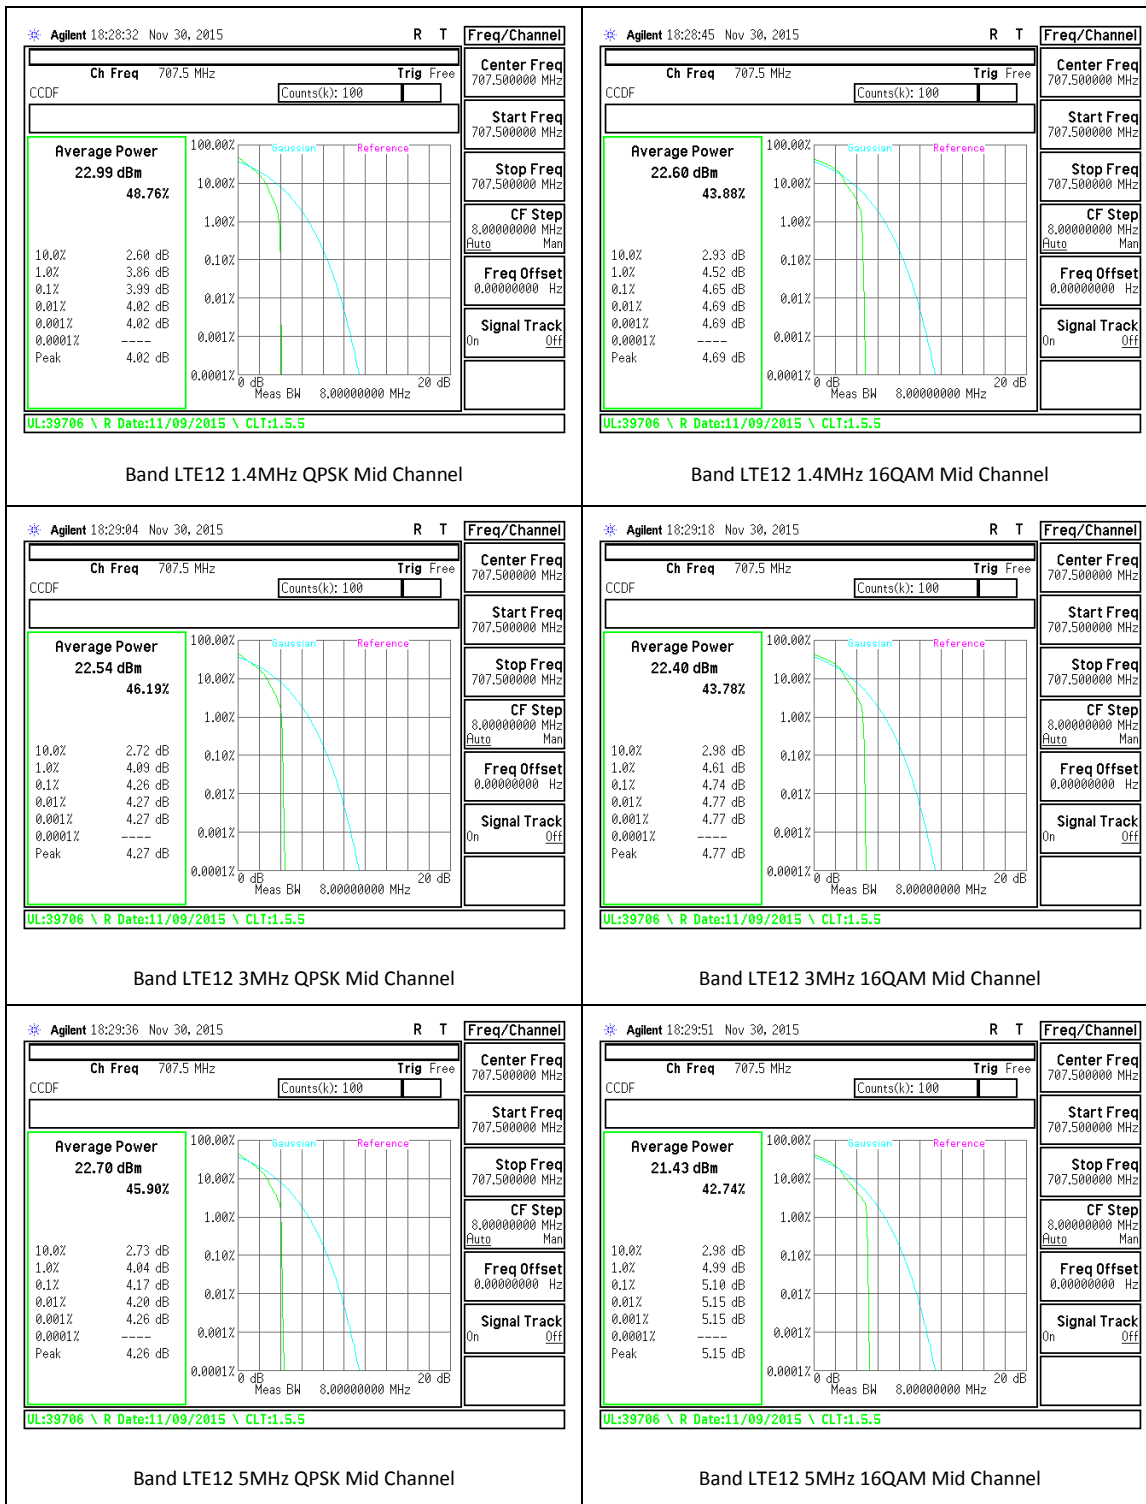 Agilent 18:28:32 Nov 30, 2015 R T Freq/Channel
Ch Freq 707.5 MHz Trig Free
CCDF Counts(k): 100
Center Freq
707.500000 MHz
Start Freq
707.500000 MHz
Stop Freq
707.500000 MHz
CF Step
8.00000000 MHz
Auto Man
Freq Offset
0.00000000 Hz
Signal Track
On Off
Average Power
22.99 dBm
48.76%
10.0% 2.60 dB
1.0% 3.86 dB
0.1% 3.99 dB
0.01% 4.02 dB
0.001% 4.02 dB
0.0001% ----
Peak 4.02 dB
Gaussian Reference
100.00%
10.00%
1.00%
0.10%
0.01%
0.001%
0.0001%
0 dB 20 dB
Meas BW 8.00000000 MHz
UL:39706 \ R Date:11/09/2015 \ CLT:1.5.5
Band LTE12 1.4MHz QPSK Mid Channel
Agilent 18:28:45 Nov 30, 2015 R T Freq/Channel
Ch Freq 707.5 MHz Trig Free
CCDF Counts(k): 100
Center Freq
707.500000 MHz
Start Freq
707.500000 MHz
Stop Freq
707.500000 MHz
CF Step
8.00000000 MHz
Auto Man
Freq Offset
0.00000000 Hz
Signal Track
On Off
Average Power
22.60 dBm
43.88%
10.0% 2.93 dB
1.0% 4.52 dB
0.1% 4.65 dB
0.01% 4.69 dB
0.001% 4.69 dB
0.0001% ----
Peak 4.69 dB
Gaussian Reference
100.00%
10.00%
1.00%
0.10%
0.01%
0.001%
0.0001%
0 dB 20 dB
Meas BW 8.00000000 MHz
UL:39706 \ R Date:11/09/2015 \ CLT:1.5.5
Band LTE12 1.4MHz 16QAM Mid Channel
Agilent 18:29:04 Nov 30, 2015 R T Freq/Channel
Ch Freq 707.5 MHz Trig Free
CCDF Counts(k): 100
Center Freq
707.500000 MHz
Start Freq
707.500000 MHz
Stop Freq
707.500000 MHz
CF Step
8.00000000 MHz
Auto Man
Freq Offset
0.00000000 Hz
Signal Track
On Off
Average Power
22.54 dBm
46.19%
10.0% 2.72 dB
1.0% 4.09 dB
0.1% 4.26 dB
0.01% 4.27 dB
0.001% 4.27 dB
0.0001% ----
Peak 4.27 dB
Gaussian Reference
100.00%
10.00%
1.00%
0.10%
0.01%
0.001%
0.0001%
0 dB 20 dB
Meas BW 8.00000000 MHz
UL:39706 \ R Date:11/09/2015 \ CLT:1.5.5
Band LTE12 3MHz QPSK Mid Channel
Agilent 18:29:18 Nov 30, 2015 R T Freq/Channel
Ch Freq 707.5 MHz Trig Free
CCDF Counts(k): 100
Center Freq
707.500000 MHz
Start Freq
707.500000 MHz
Stop Freq
707.500000 MHz
CF Step
8.00000000 MHz
Auto Man
Freq Offset
0.00000000 Hz
Signal Track
On Off
Average Power
22.40 dBm
43.78%
10.0% 2.98 dB
1.0% 4.61 dB
0.1% 4.74 dB
0.01% 4.77 dB
0.001% 4.77 dB
0.0001% ----
Peak 4.77 dB
Gaussian Reference
100.00%
10.00%
1.00%
0.10%
0.01%
0.001%
0.0001%
0 dB 20 dB
Meas BW 8.00000000 MHz
UL:39706 \ R Date:11/09/2015 \ CLT:1.5.5
Band LTE12 3MHz 16QAM Mid Channel
Agilent 18:29:36 Nov 30, 2015 R T Freq/Channel
Ch Freq 707.5 MHz Trig Free
CCDF Counts(k): 100
Center Freq
707.500000 MHz
Start Freq
707.500000 MHz
Stop Freq
707.500000 MHz
CF Step
8.00000000 MHz
Auto Man
Freq Offset
0.00000000 Hz
Signal Track
On Off
Average Power
22.70 dBm
45.90%
10.0% 2.73 dB
1.0% 4.04 dB
0.1% 4.17 dB
0.01% 4.20 dB
0.001% 4.26 dB
0.0001% ----
Peak 4.26 dB
Gaussian Reference
100.00%
10.00%
1.00%
0.10%
0.01%
0.001%
0.0001%
0 dB 20 dB
Meas BW 8.00000000 MHz
UL:39706 \ R Date:11/09/2015 \ CLT:1.5.5
Band LTE12 5MHz QPSK Mid Channel
Agilent 18:29:51 Nov 30, 2015 R T Freq/Channel
Ch Freq 707.5 MHz Trig Free
CCDF Counts(k): 100
Center Freq
707.500000 MHz
Start Freq
707.500000 MHz
Stop Freq
707.500000 MHz
CF Step
8.00000000 MHz
Auto Man
Freq Offset
0.00000000 Hz
Signal Track
On Off
Average Power
21.43 dBm
42.74%
10.0% 2.98 dB
1.0% 4.99 dB
0.1% 5.10 dB
0.01% 5.15 dB
0.001% 5.15 dB
0.0001% ----
Peak 5.15 dB
Gaussian Reference
100.00%
10.00%
1.00%
0.10%
0.01%
0.001%
0.0001%
0 dB 20 dB
Meas BW 8.00000000 MHz
UL:39706 \ R Date:11/09/2015 \ CLT:1.5.5
Band LTE12 5MHz 16QAM Mid Channel